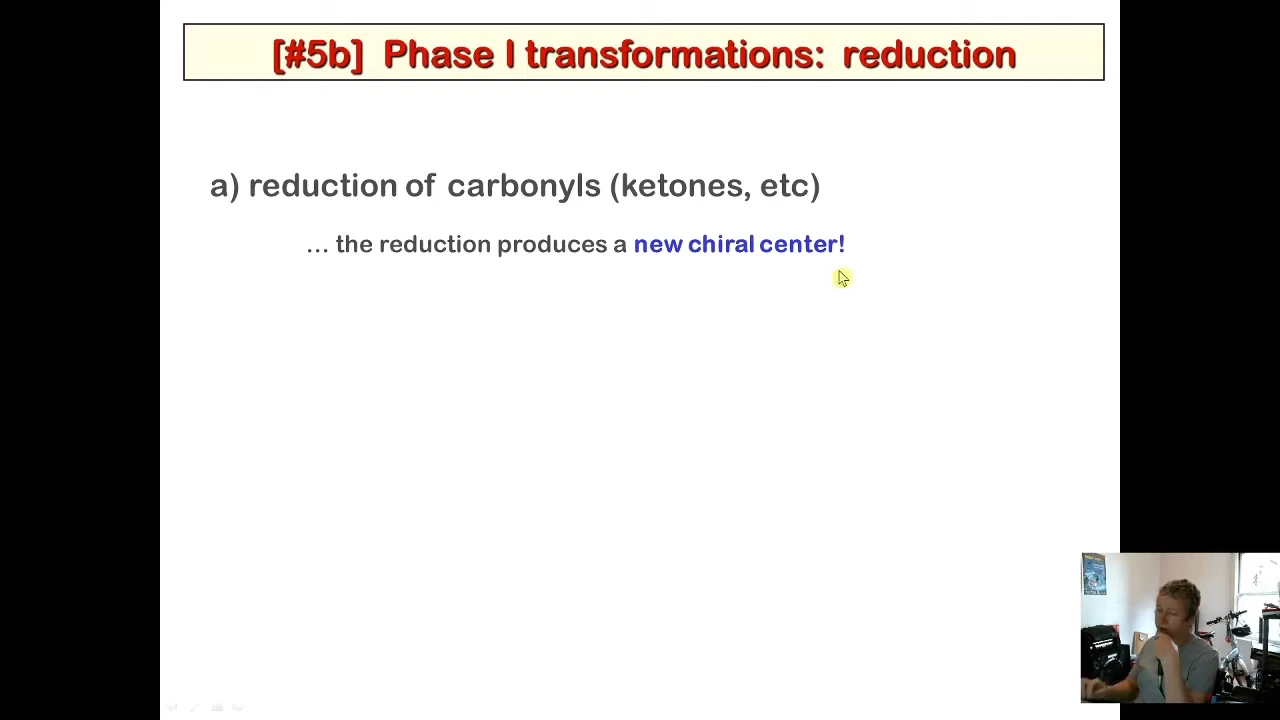 [#5b] Phase I transformations: reduction
a) reduction of carbonyls (ketones, etc)
... the reduction produces a new chiral center!